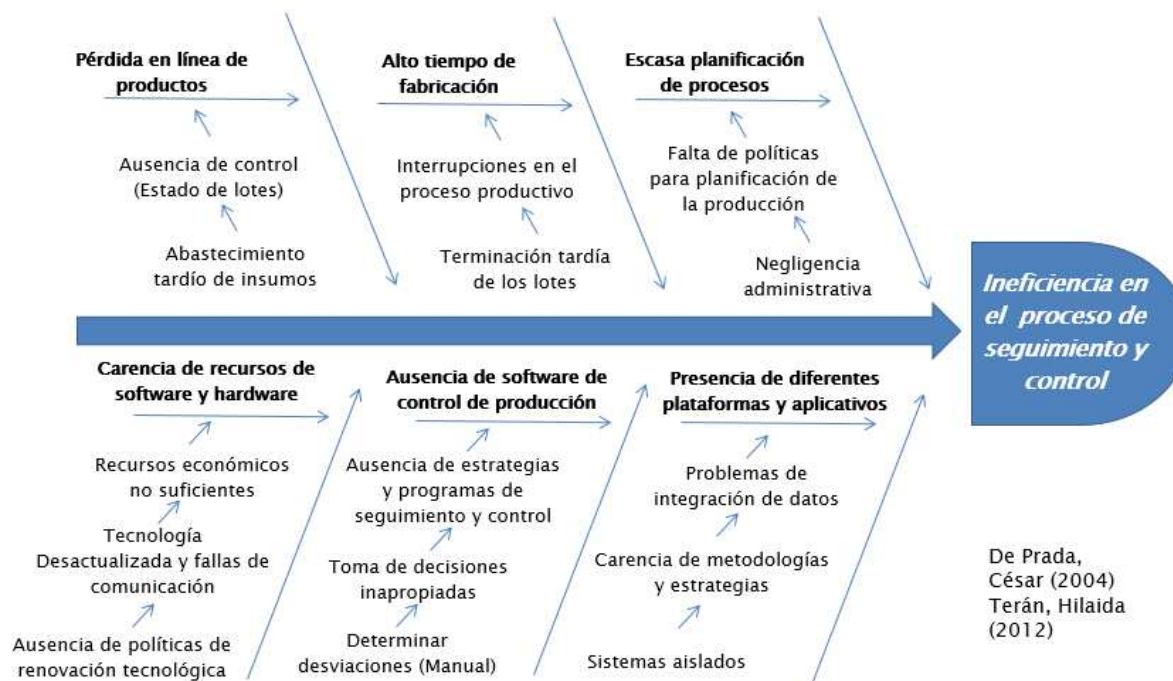 Pérdida en línea de
productos
Ausencia de control
(Estado de lotes)
Abastecimiento
tardío de insumos
Alto tiempo de
fabricación
Interrupciones en el
proceso productivo
Terminación tardía
de los lotes
Escasa planificación
de procesos
Falta de políticas
para planificación de
la producción
Negligencia
administrativa
Ineficiencia en
el proceso de
seguimiento y
control
Carencia de recursos de
software y hardware
Recursos económicos
no suficientes
Tecnología
Desactualizada y fallas de
comunicación
Ausencia de políticas de
renovación tecnológica
Ausencia de software de
control de producción
Ausencia de estrategias
y programas de
seguimiento y control
Toma de decisiones
inapropiadas
Determinar
desviaciones (Manual)
Presencia de diferentes
plataformas y aplicativos
Problemas de
integración de datos
Carencia de metodologías
y estrategias
Sistemas aislados
De Prada,
César (2004)
Terán, Hilaida
(2012)